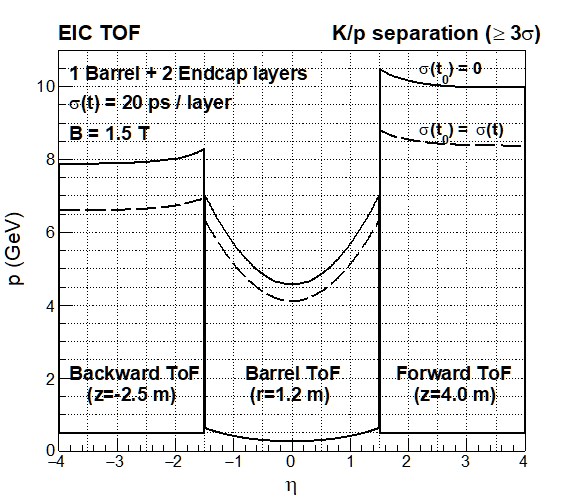 EIC TOF
K/p separation (≥ 3σ)
1 Barrel + 2 Endcap layers
σ(t) = 20 ps / layer
B = 1.5 T
σ(t₀) = 0
σ(t₀) = σ(t)
10
8
6
4
2
0
p (GeV)
Backward ToF
(z=-2.5 m)
Barrel ToF
(r=1.2 m)
Forward ToF
(z=4.0 m)
−4 −3 −2 −1 0 1 2 3 4
η